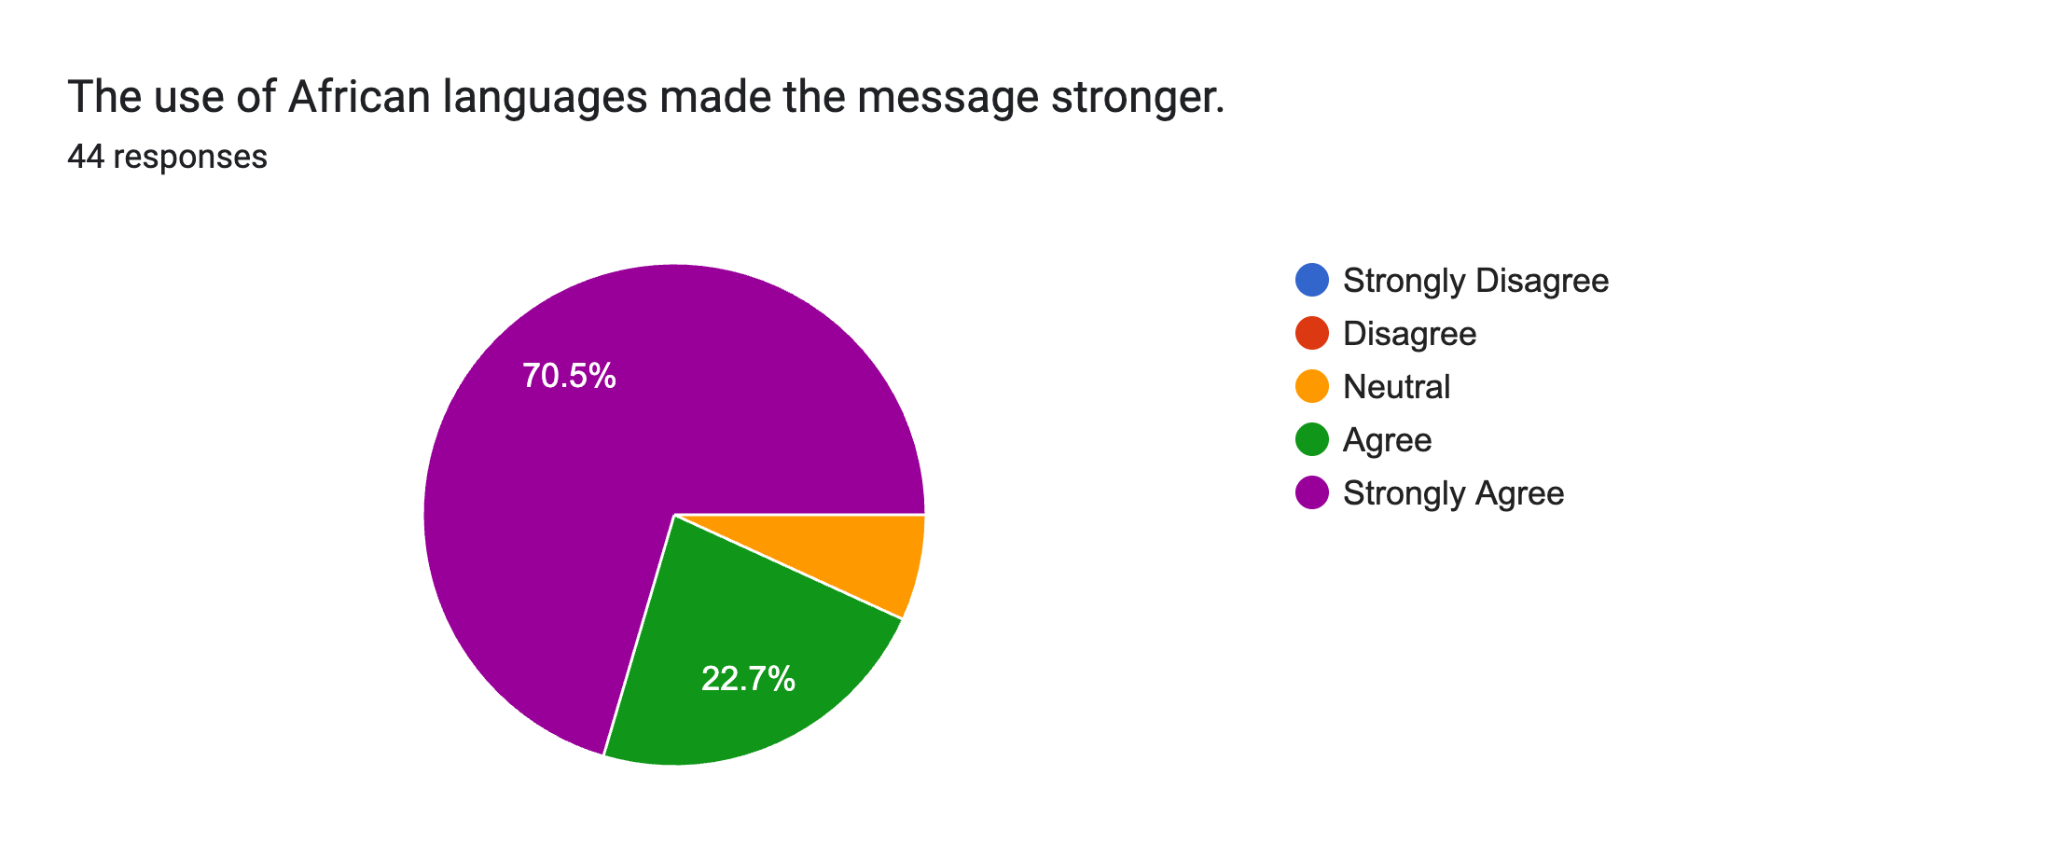 The use of African languages made the message stronger.
44 responses
70.5%
22.7%
Strongly Disagree
Disagree
Neutral
Agree
Strongly Agree